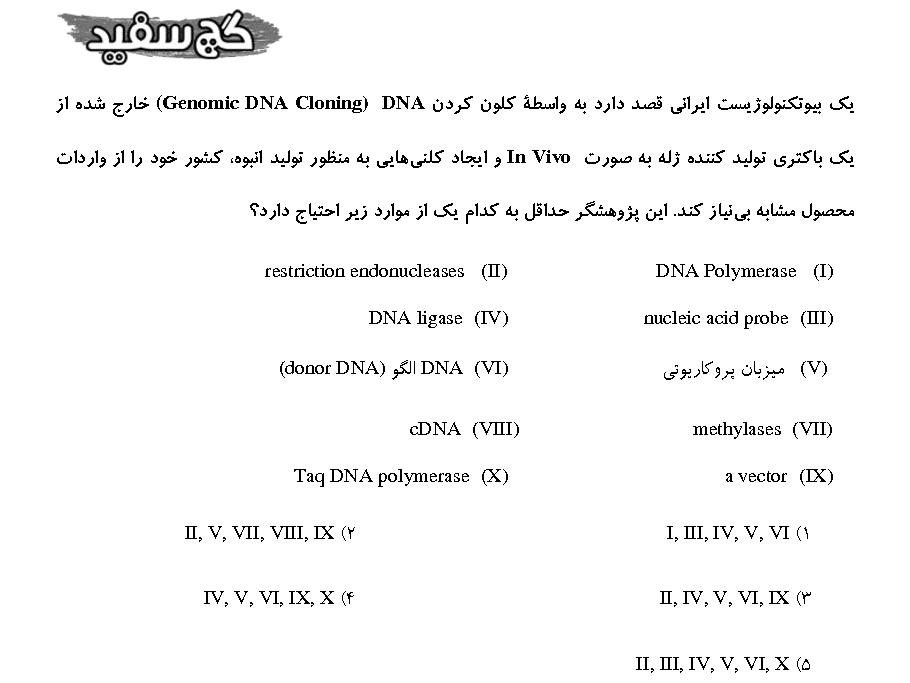 گچ سفید
یک بیوتکنولوژیست ایرانی قصد دارد به واسطهٔ کلون کردن DNA (Genomic DNA Cloning) خارج شده از
یک باکتری تولید کننده ژله به صورت In Vivo و ایجاد کلنی‌هایی به منظور تولید انبوه، کشور خود را از واردات
محصول مشابه بی‌نیاز کند. این پژوهشگر حداقل به کدام یک از موارد زیر احتیاج دارد؟
(I) DNA Polymerase (II) restriction endonucleases
(III) nucleic acid probe (IV) DNA ligase
(V) میزبان پروکاریوتی (VI) DNA الگو (donor DNA)
(VII) methylases (VIII) cDNA
(IX) a vector (X) Taq DNA polymerase
۱) I, III, IV, V, VI ۲) II, V, VII, VIII, IX
۳) II, IV, V, VI, IX ۴) IV, V, VI, IX, X
۵) II, III, IV, V, VI, X